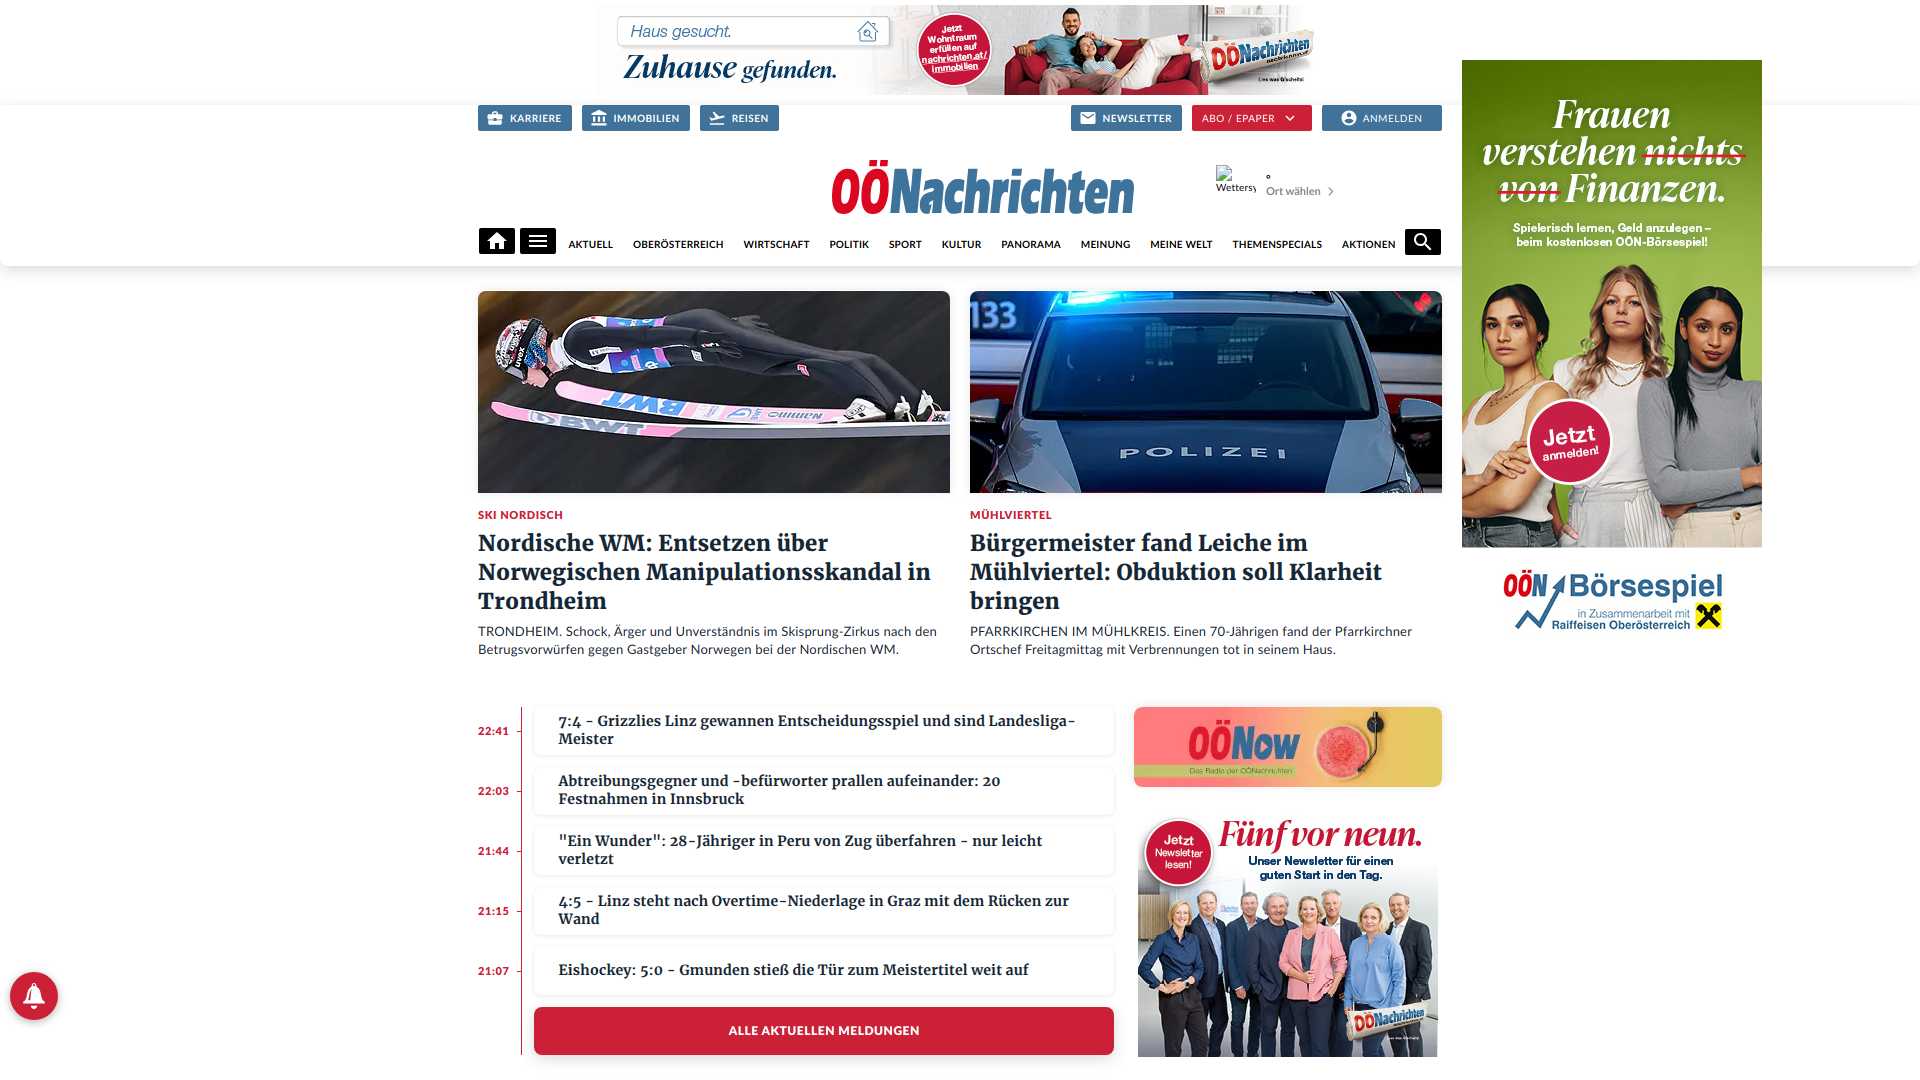 Haus gesucht.
Zuhause gefunden.
Jetzt
Wohntraum
erfüllen auf
nachrichten.at/
immobilien
OÖNachrichten
Lies was Gscheits!
KARRIERE
IMMOBILIEN
REISEN
NEWSLETTER
ABO / EPAPER
ANMELDEN
OÖNachrichten
Wettersy
°
Ort wählen
AKTUELL
OBERÖSTERREICH
WIRTSCHAFT
POLITIK
SPORT
KULTUR
PANORAMA
MEINUNG
MEINE WELT
THEMENSPECIALS
AKTIONEN
Frauen
verstehen nichts
von Finanzen.
Spielerisch lernen, Geld anzulegen –
beim kostenlosen OÖN-Börsespiel!
Jetzt
anmelden!
OÖN Börsespiel
in Zusammenarbeit mit
Raiffeisen Oberösterreich
BWT
BWT
133
POLIZEI
SKI NORDISCH
Nordische WM: Entsetzen über
Norwegischen Manipulationsskandal in
Trondheim
TRONDHEIM. Schock, Ärger und Unverständnis im Skisprung-Zirkus nach den
Betrugsvorwürfen gegen Gastgeber Norwegen bei der Nordischen WM.
MÜHLVIERTEL
Bürgermeister fand Leiche im
Mühlviertel: Obduktion soll Klarheit
bringen
PFARRKIRCHEN IM MÜHLKREIS. Einen 70-Jährigen fand der Pfarrkirchner
Ortschef Freitagmittag mit Verbrennungen tot in seinem Haus.
22:41
7:4 - Grizzlies Linz gewannen Entscheidungsspiel und sind Landesliga-
Meister
22:03
Abtreibungsgegner und -befürworter prallen aufeinander: 20
Festnahmen in Innsbruck
21:44
"Ein Wunder": 28-Jähriger in Peru von Zug überfahren - nur leicht
verletzt
21:15
4:5 - Linz steht nach Overtime-Niederlage in Graz mit dem Rücken zur
Wand
21:07
Eishockey: 5:0 - Gmunden stieß die Tür zum Meistertitel weit auf
ALLE AKTUELLEN MELDUNGEN
OÖNow
Das Radio der OÖNachrichten
Jetzt
Newsletter
lesen!
Fünf vor neun.
Unser Newsletter für einen
guten Start in den Tag.
OÖNachrichten